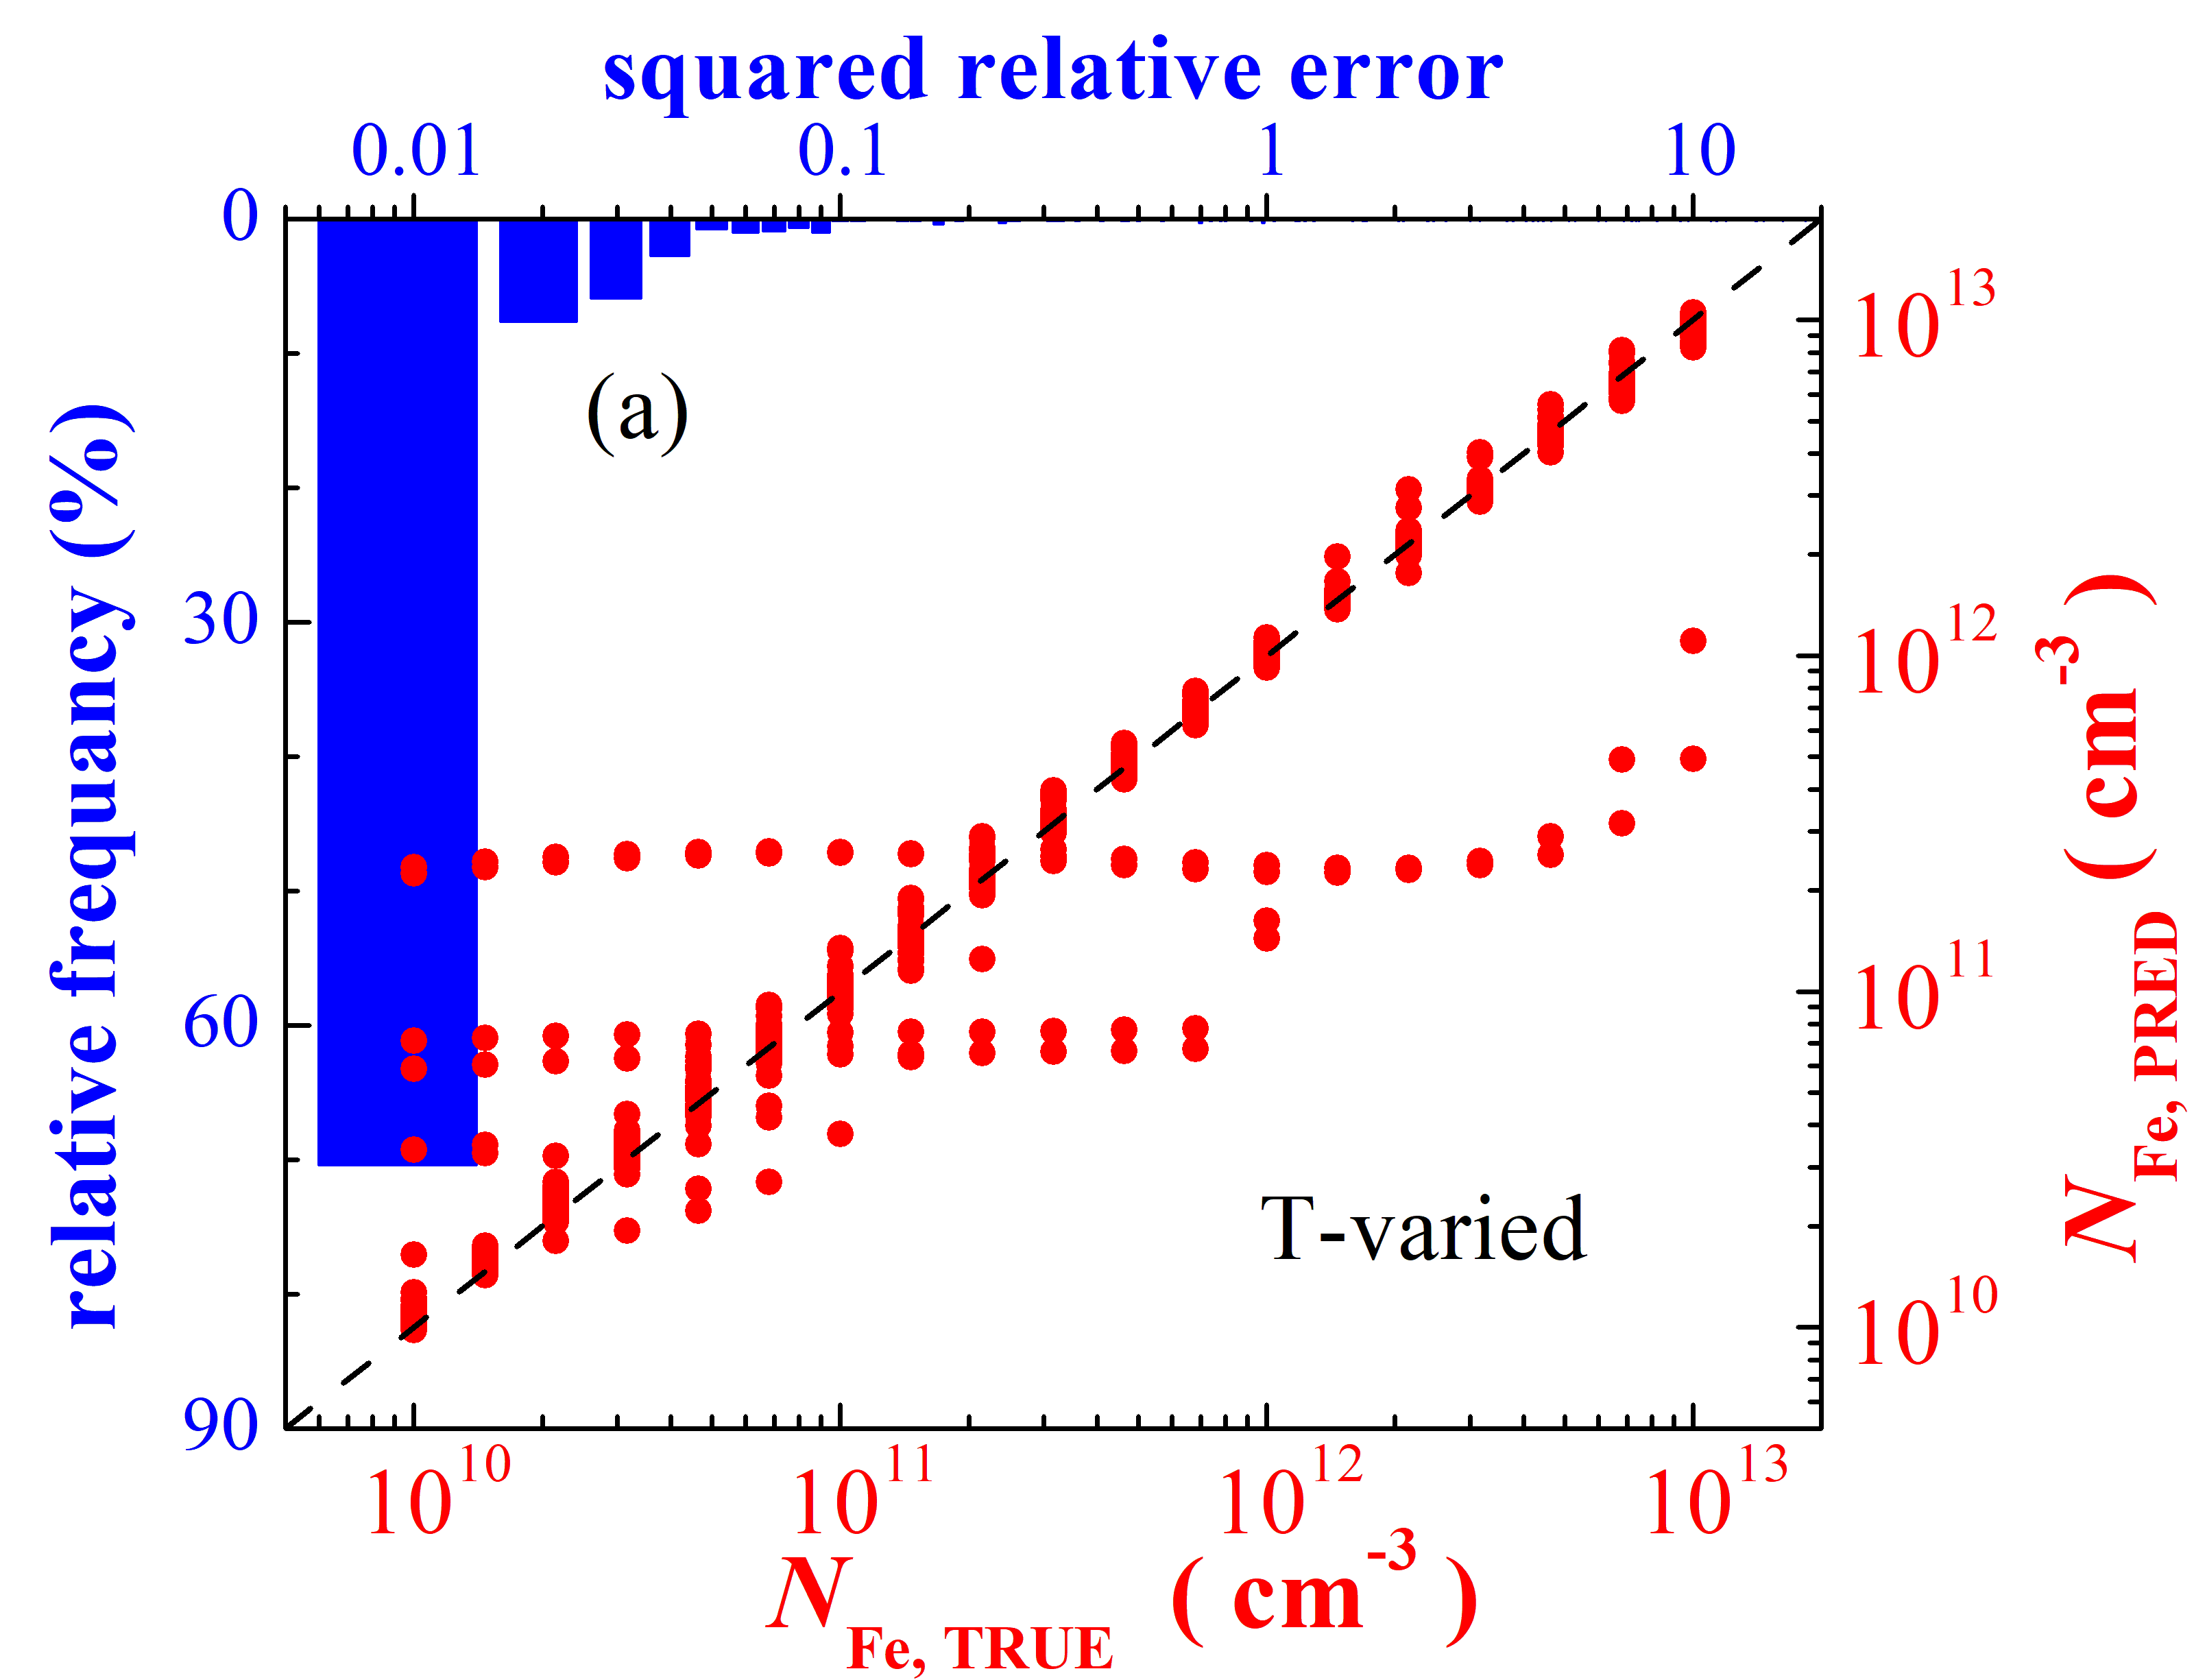 squared relative error
0.01 0.1 1 10
0
30
60
90
relative frequancy (%)
(a)
T-varied
10^13
10^12
10^11
10^10
N Fe, PRED ( cm^-3 )
10^10 10^11 10^12 10^13
N Fe, TRUE ( cm^-3 )